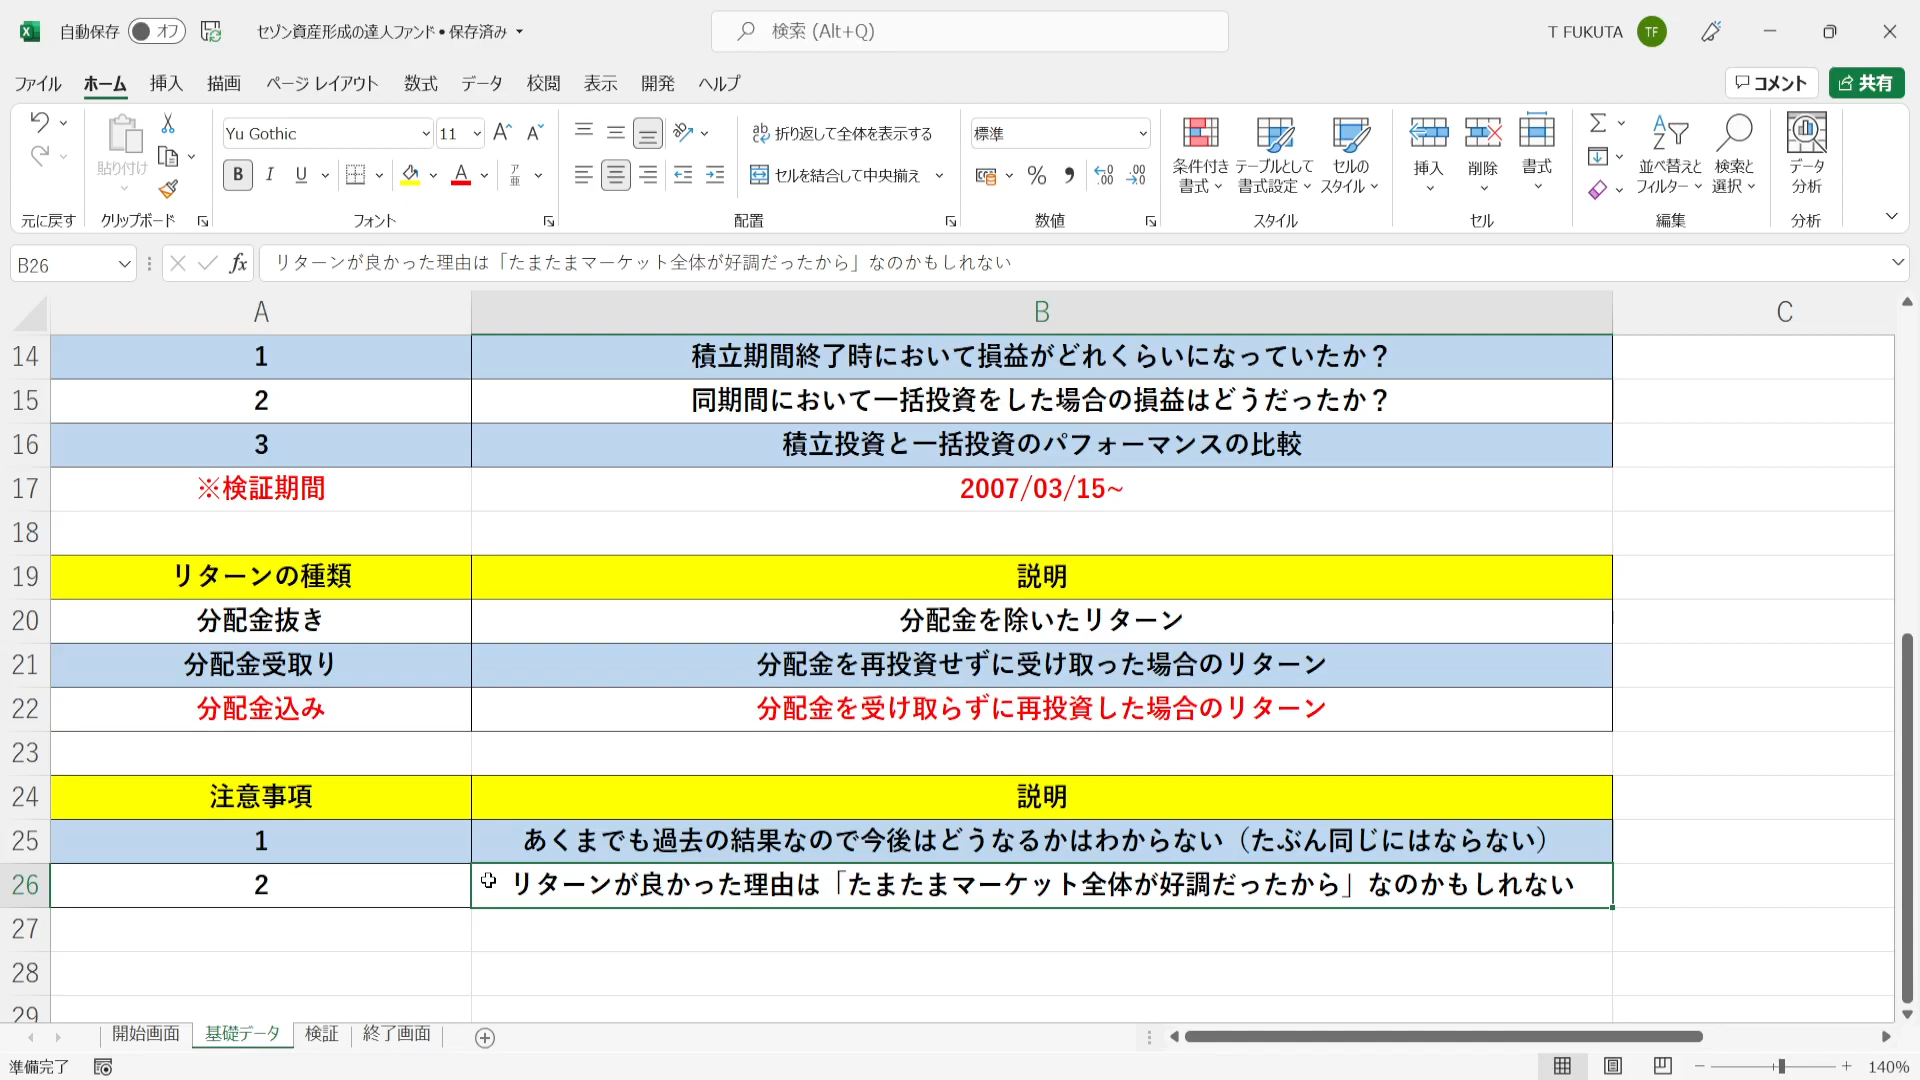 自動保存 オフ セゾン資産形成の達人ファンド • 保存済み 検索 (Alt+Q) T FUKUTA TF
ファイル ホーム 挿入 描画 ページ レイアウト 数式 データ 校閲 表示 開発 ヘルプ コメント 共有
貼り付け Yu Gothic 11 折り返して全体を表示する 標準
B I U セルを結合して中央揃え
条件付き書式 テーブルとして書式設定 セルのスタイル 挿入 削除 書式 並べ替えとフィルター 検索と選択 データ分析
元に戻す クリップボード フォント 配置 数値 スタイル セル 編集 分析
B26 fx リターンが良かった理由は「たまたまマーケット全体が好調だったから」なのかもしれない
A B C
14 1 積立期間終了時において損益がどれくらいになっていたか？
15 2 同期間において一括投資をした場合の損益はどうだったか？
16 3 積立投資と一括投資のパフォーマンスの比較
17 ※検証期間 2007/03/15~
18
19 リターンの種類 説明
20 分配金抜き 分配金を除いたリターン
21 分配金受取り 分配金を再投資せずに受け取った場合のリターン
22 分配金込み 分配金を受け取らずに再投資した場合のリターン
23
24 注意事項 説明
25 1 あくまでも過去の結果なので今後はどうなるかはわからない（たぶん同じにはならない）
26 2 リターンが良かった理由は「たまたまマーケット全体が好調だったから」なのかもしれない
27
28
29
開始画面 基礎データ 検証 終了画面
準備完了 140%